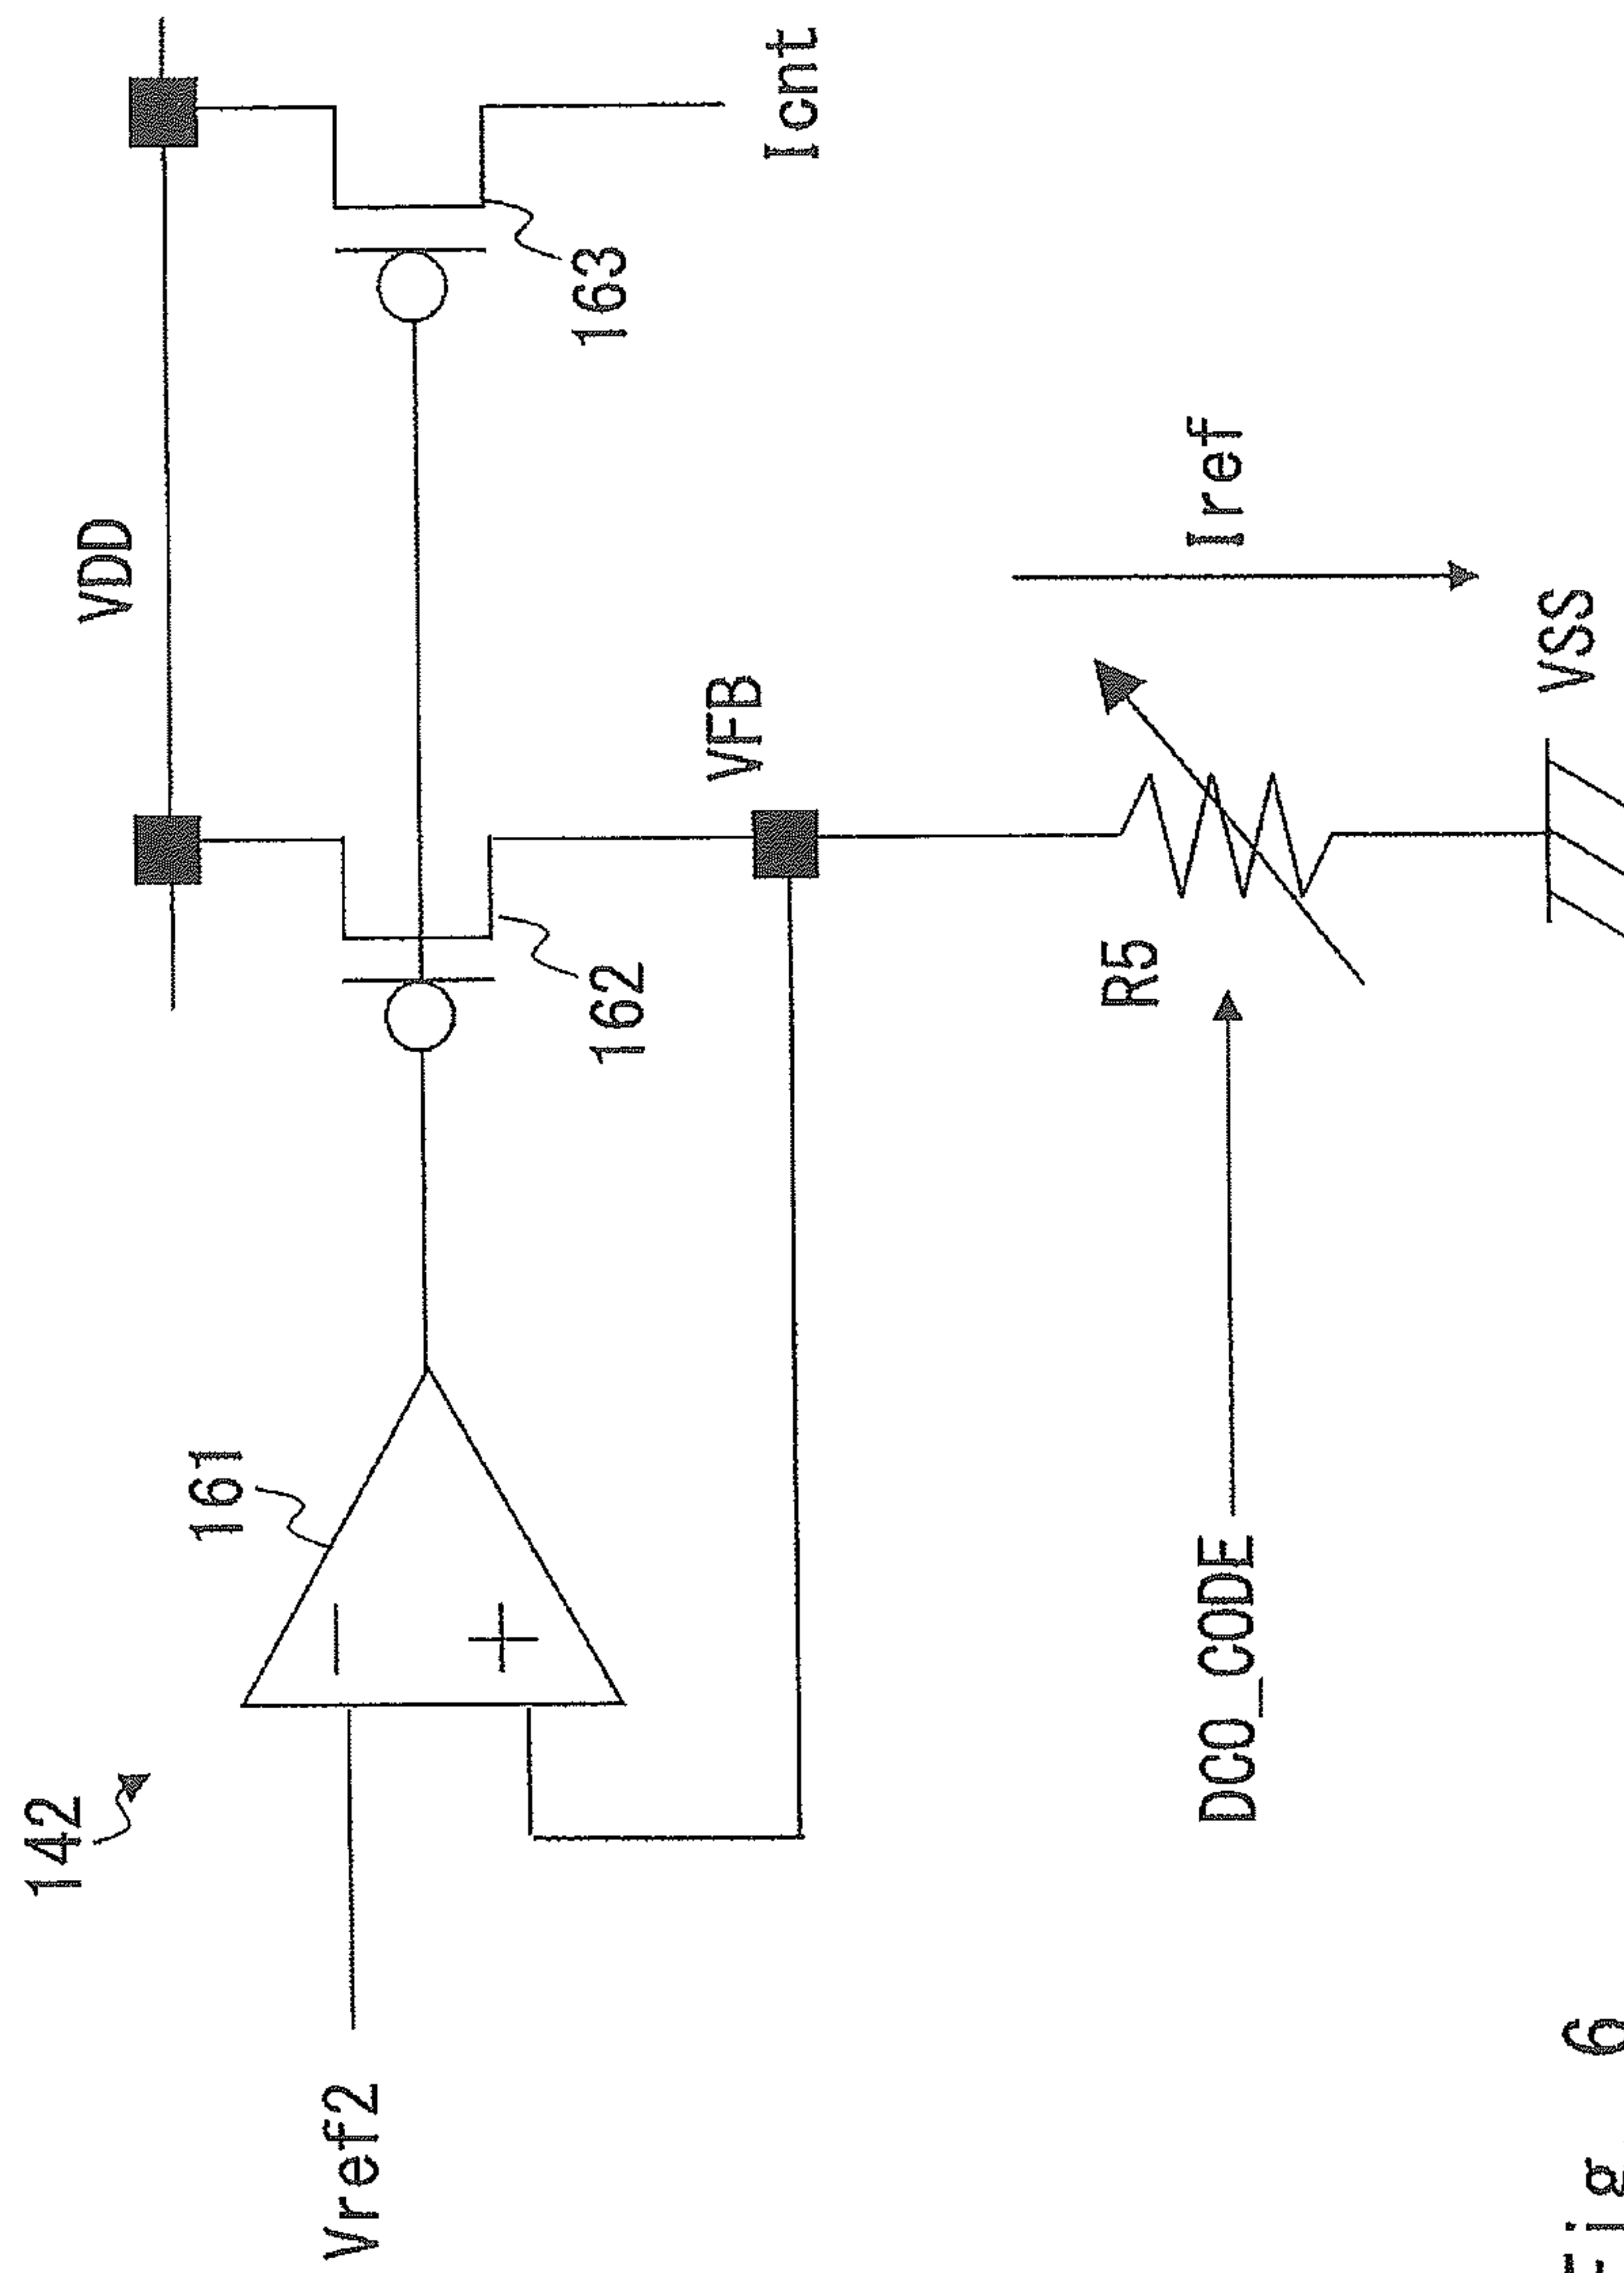 142
161
VDD
Vref2
−
+
162
163
VFB
Icnt
R5
Iref
DCO_CODE
VSS
Fig. 6